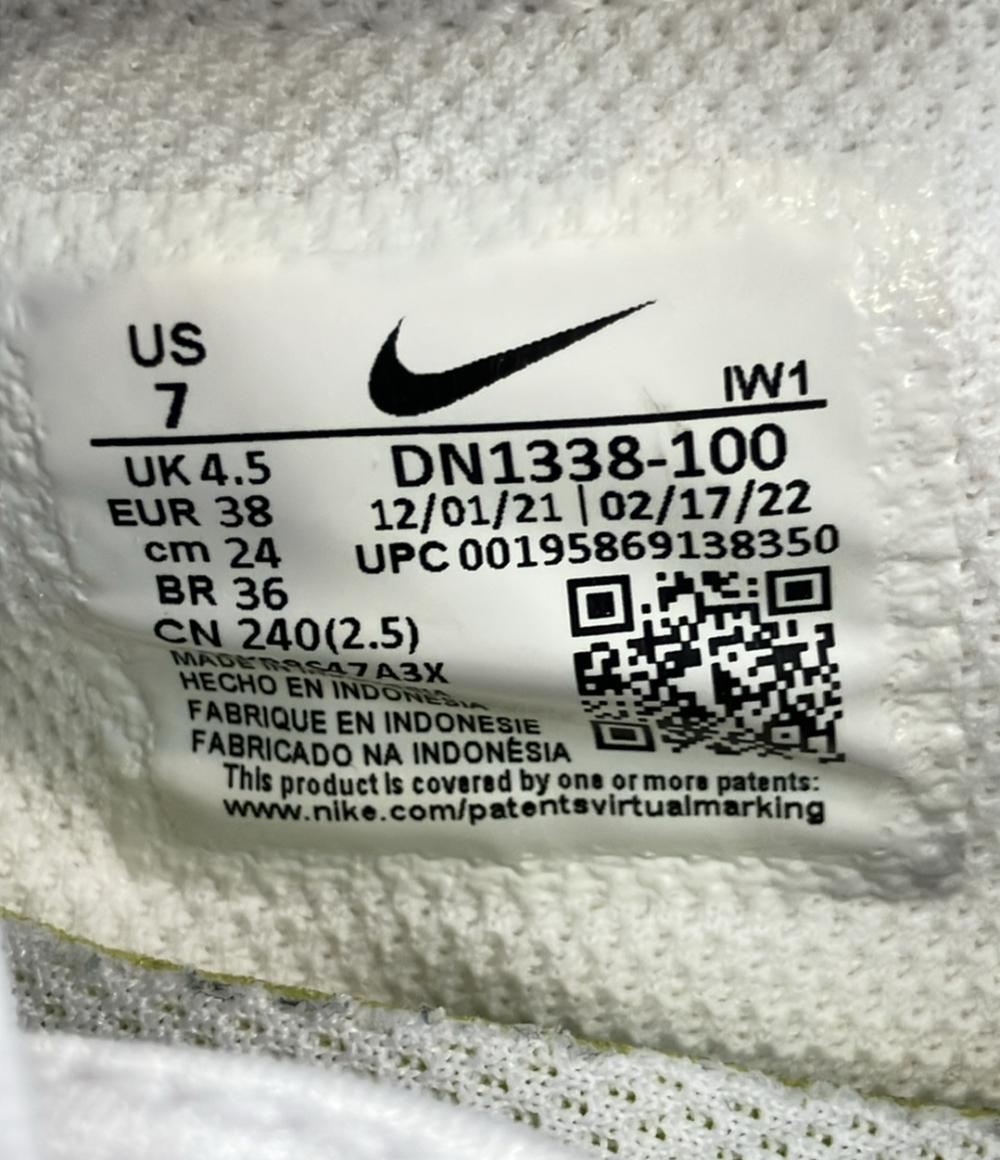 US
7
IW1
UK 4.5
EUR 38
cm 24
BR 36
CN 240(2.5)
DN1338-100
12/01/21 | 02/17/22
UPC 00195869138350
MADE
HECHO EN INDONESIA
FABRIQUE EN INDONESIE
FABRICADO NA INDONÉSIA
This product is covered by one or more patents:
www.nike.com/patentsvirtualmarking